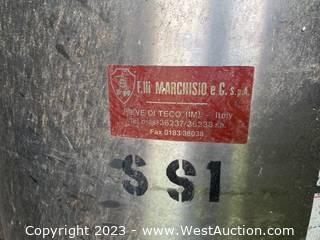 F.lli MARCHISIO e C. S.p.A.
PIEVE DI TECO (IM) - Italy
Fax 0183/36038
S S1
Copyright 2023 - www.WestAuction.com